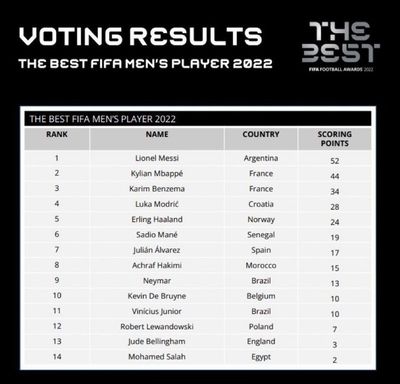 VOTING RESULTS
THE BEST FIFA MEN'S PLAYER 2022
THE
BEST
FIFA FOOTBALL AWARDS 2022
THE BEST FIFA MEN'S PLAYER 2022
RANK NAME COUNTRY SCORING POINTS
1 Lionel Messi Argentina 52
2 Kylian Mbappé France 44
3 Karim Benzema France 34
4 Luka Modrić Croatia 28
5 Erling Haaland Norway 24
6 Sadio Mané Senegal 19
7 Julián Álvarez Spain 17
8 Achraf Hakimi Morocco 15
9 Neymar Brazil 13
10 Kevin De Bruyne Belgium 10
11 Vinícius Junior Brazil 10
12 Robert Lewandowski Poland 7
13 Jude Bellingham England 3
14 Mohamed Salah Egypt 2